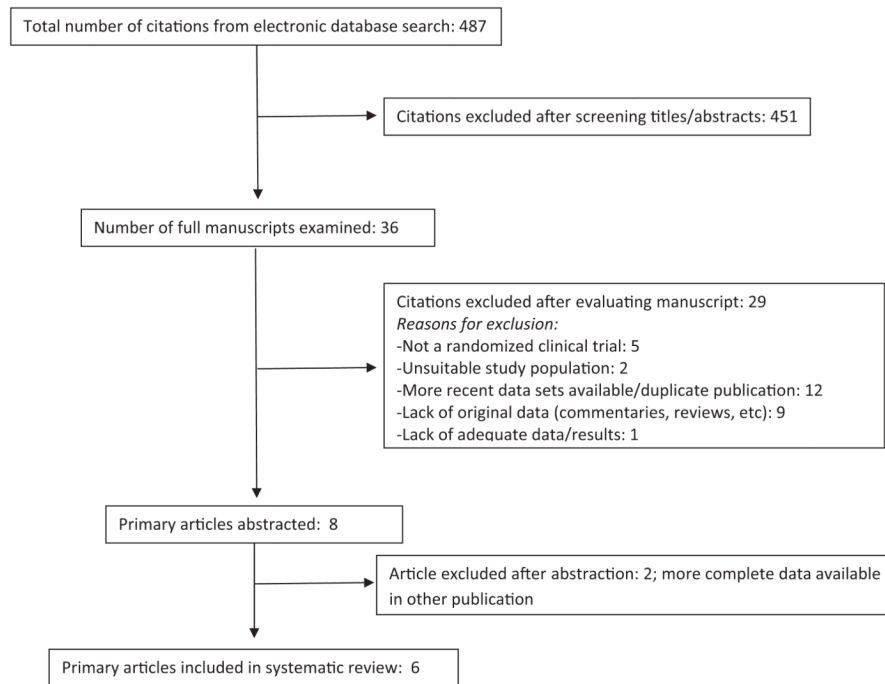 Total number of citations from electronic database search: 487
Citations excluded after screening titles/abstracts: 451
Number of full manuscripts examined: 36
Citations excluded after evaluating manuscript: 29
Reasons for exclusion:
-Not a randomized clinical trial: 5
-Unsuitable study population: 2
-More recent data sets available/duplicate publication: 12
-Lack of original data (commentaries, reviews, etc): 9
-Lack of adequate data/results: 1
Primary articles abstracted: 8
Article excluded after abstraction: 2; more complete data available
in other publication
Primary articles included in systematic review: 6